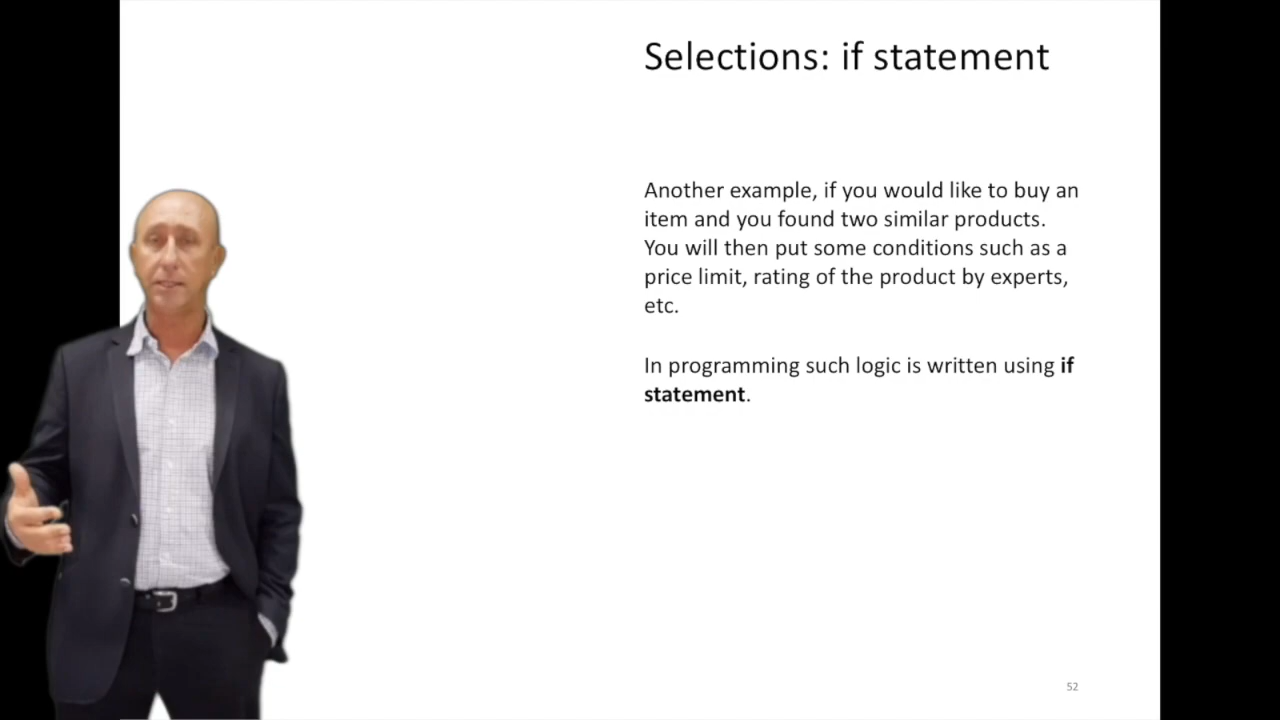 Selections: if statement
Another example, if you would like to buy an
item and you found two similar products.
You will then put some conditions such as a
price limit, rating of the product by experts,
etc.
In programming such logic is written using if
statement.
52